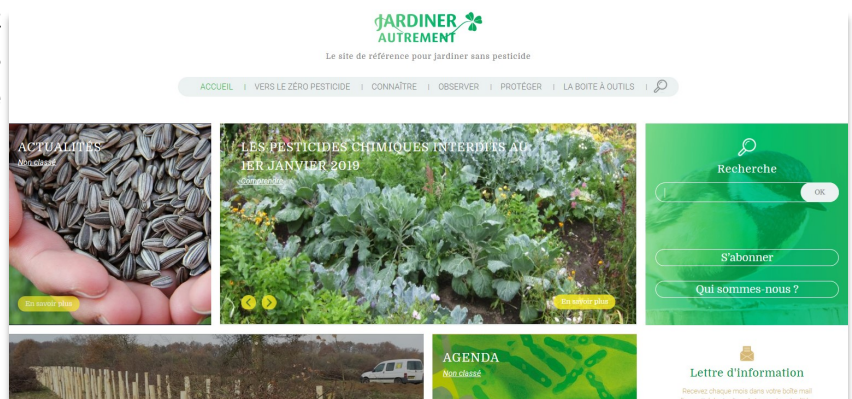 JARDINER
AUTREMENT
Le site de référence pour jardiner sans pesticide
ACCUEIL | VERS LE ZÉRO PESTICIDE | CONNAÎTRE | OBSERVER | PROTÉGER | LA BOITE À OUTILS |
ACTUALITÉS
Non classé
En savoir plus
LES PESTICIDES CHIMIQUES INTERDITS AU
1ER JANVIER 2019
Comprendre
En savoir plus
Recherche
OK
S'abonner
Qui sommes-nous ?
AGENDA
Non classé
Lettre d'information
Recevez chaque mois dans votre boîte mail